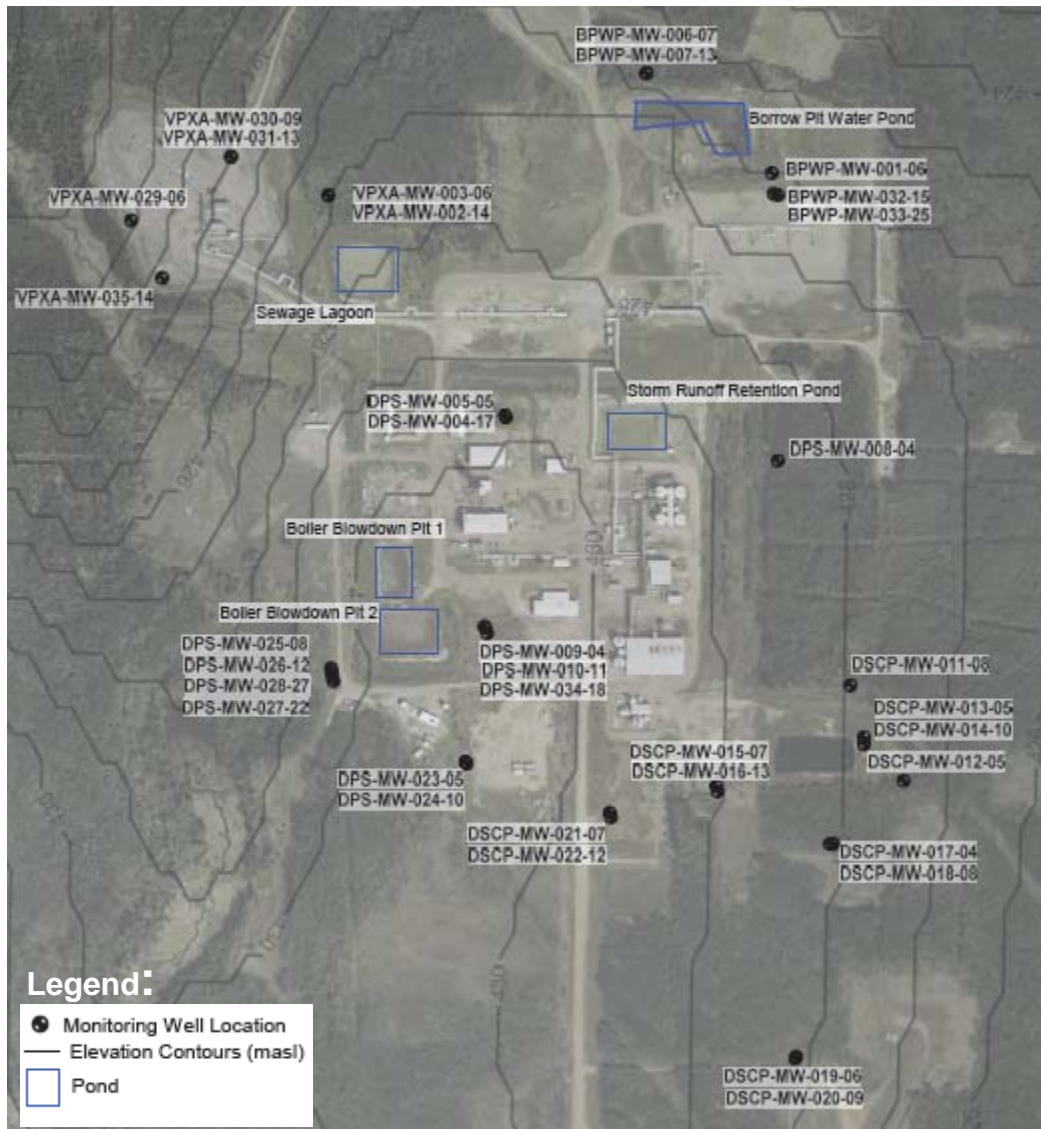 BPWP-MW-006-07
BPWP-MW-007-13
VPXA-MW-030-09
VPXA-MW-031-13
Borrow Pit Water Pond
BPWP-MW-001-06
VPXA-MW-029-06
VPXA-MW-003-06
VPXA-MW-002-14
BPWP-MW-032-15
BPWP-MW-033-25
VPXA-MW-035-14
Sewage Lagoon
Storm Runoff Retention Pond
DPS-MW-005-05
DPS-MW-004-17
DPS-MW-008-04
Boiler Blowdown Pit 1
Boiler Blowdown Pit 2
DPS-MW-025-08
DPS-MW-026-12
DPS-MW-028-27
DPS-MW-027-22
DPS-MW-009-04
DPS-MW-010-11
DPS-MW-034-18
DSCP-MW-011-08
DSCP-MW-013-05
DSCP-MW-014-10
DSCP-MW-012-05
DSCP-MW-015-07
DSCP-MW-016-13
DPS-MW-023-05
DPS-MW-024-10
DSCP-MW-021-07
DSCP-MW-022-12
DSCP-MW-017-04
DSCP-MW-018-08
DSCP-MW-019-06
DSCP-MW-020-09
Legend:
Monitoring Well Location
Elevation Contours (masl)
Pond